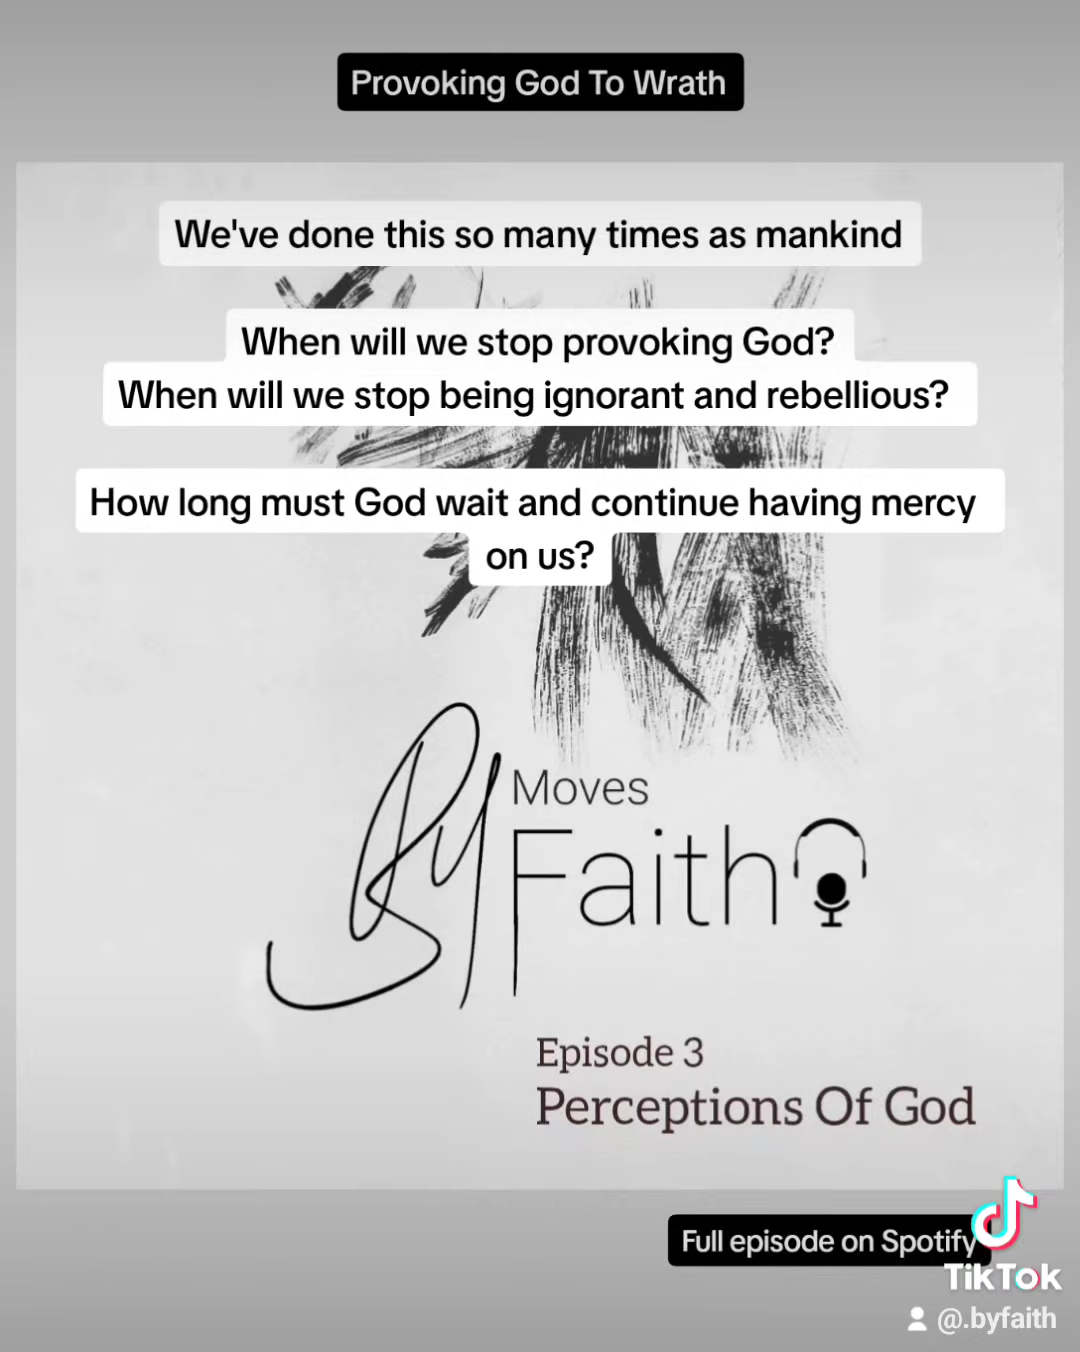 Provoking God To Wrath
We've done this so many times as mankind
When will we stop provoking God?
When will we stop being ignorant and rebellious?
How long must God wait and continue having mercy
on us?
By
Moves
Faith
Episode 3
Perceptions Of God
Full episode on Spotify
TikTok
@.byfaith